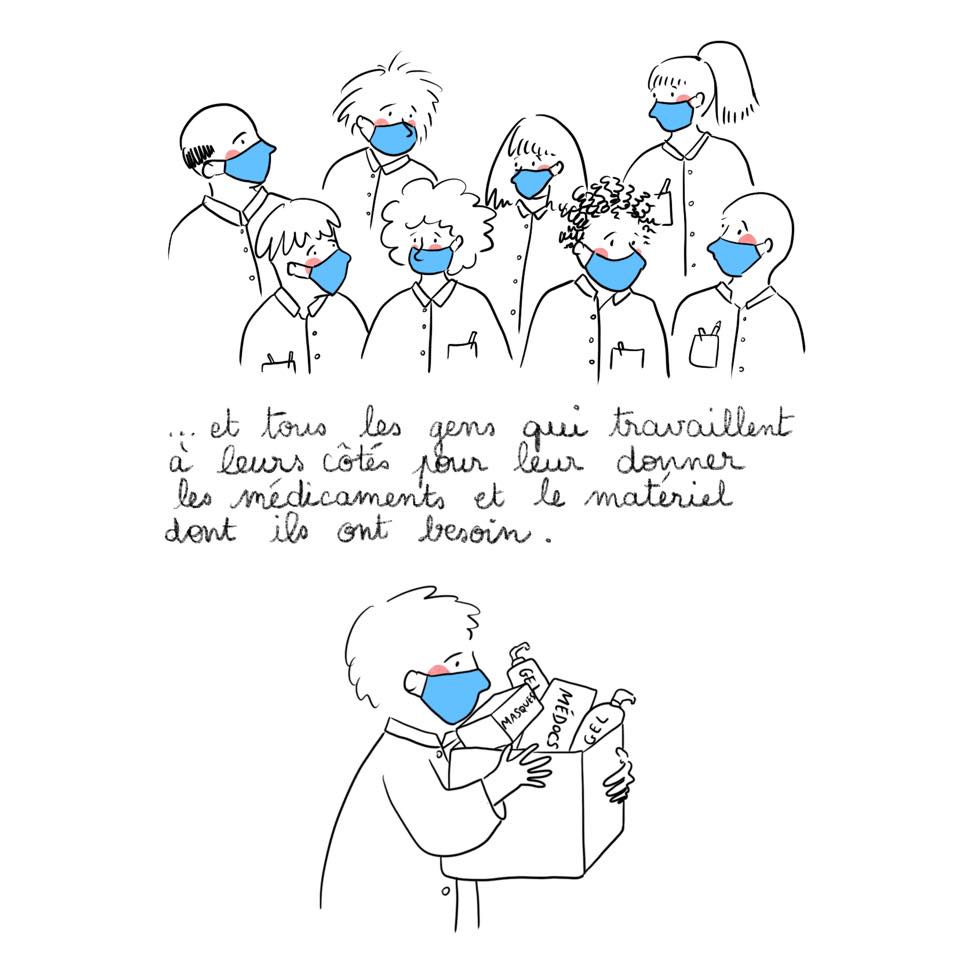 ... et tous les gens qui travaillent
à leurs côtés pour leur donner
les médicaments et le matériel
dont ils ont besoin.
GEL
MASQUES
MÉDOCS
GEL